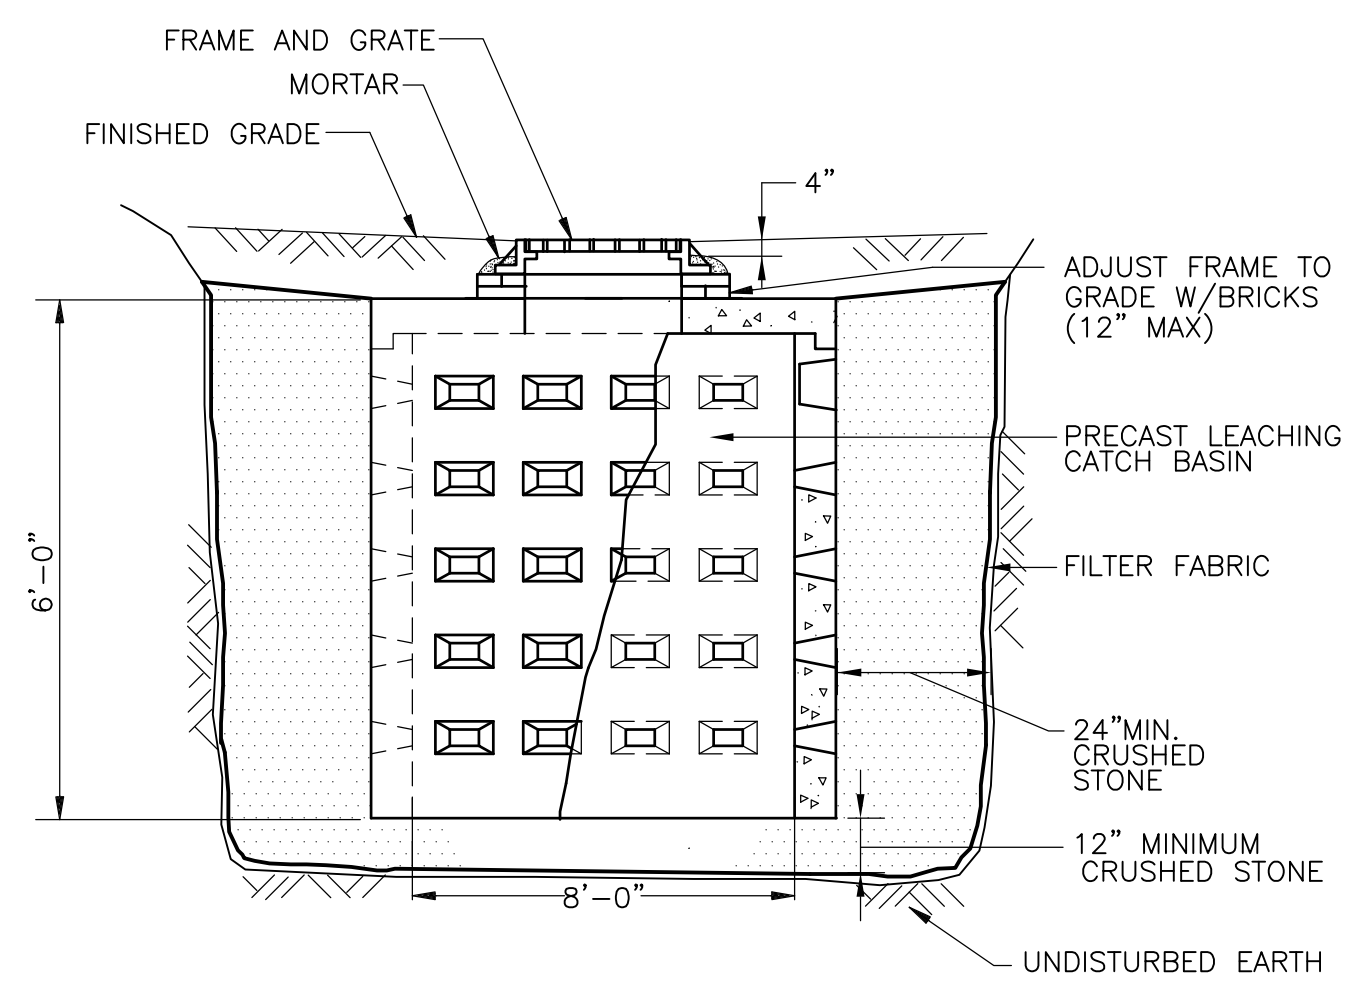 FRAME AND GRATE
MORTAR
FINISHED GRADE
4”
ADJUST FRAME TO
GRADE W/BRICKS
(12” MAX)
PRECAST LEACHING
CATCH BASIN
6’-0”
FILTER FABRIC
24”MIN.
CRUSHED
STONE
12” MINIMUM
CRUSHED STONE
8’-0”
UNDISTURBED EARTH